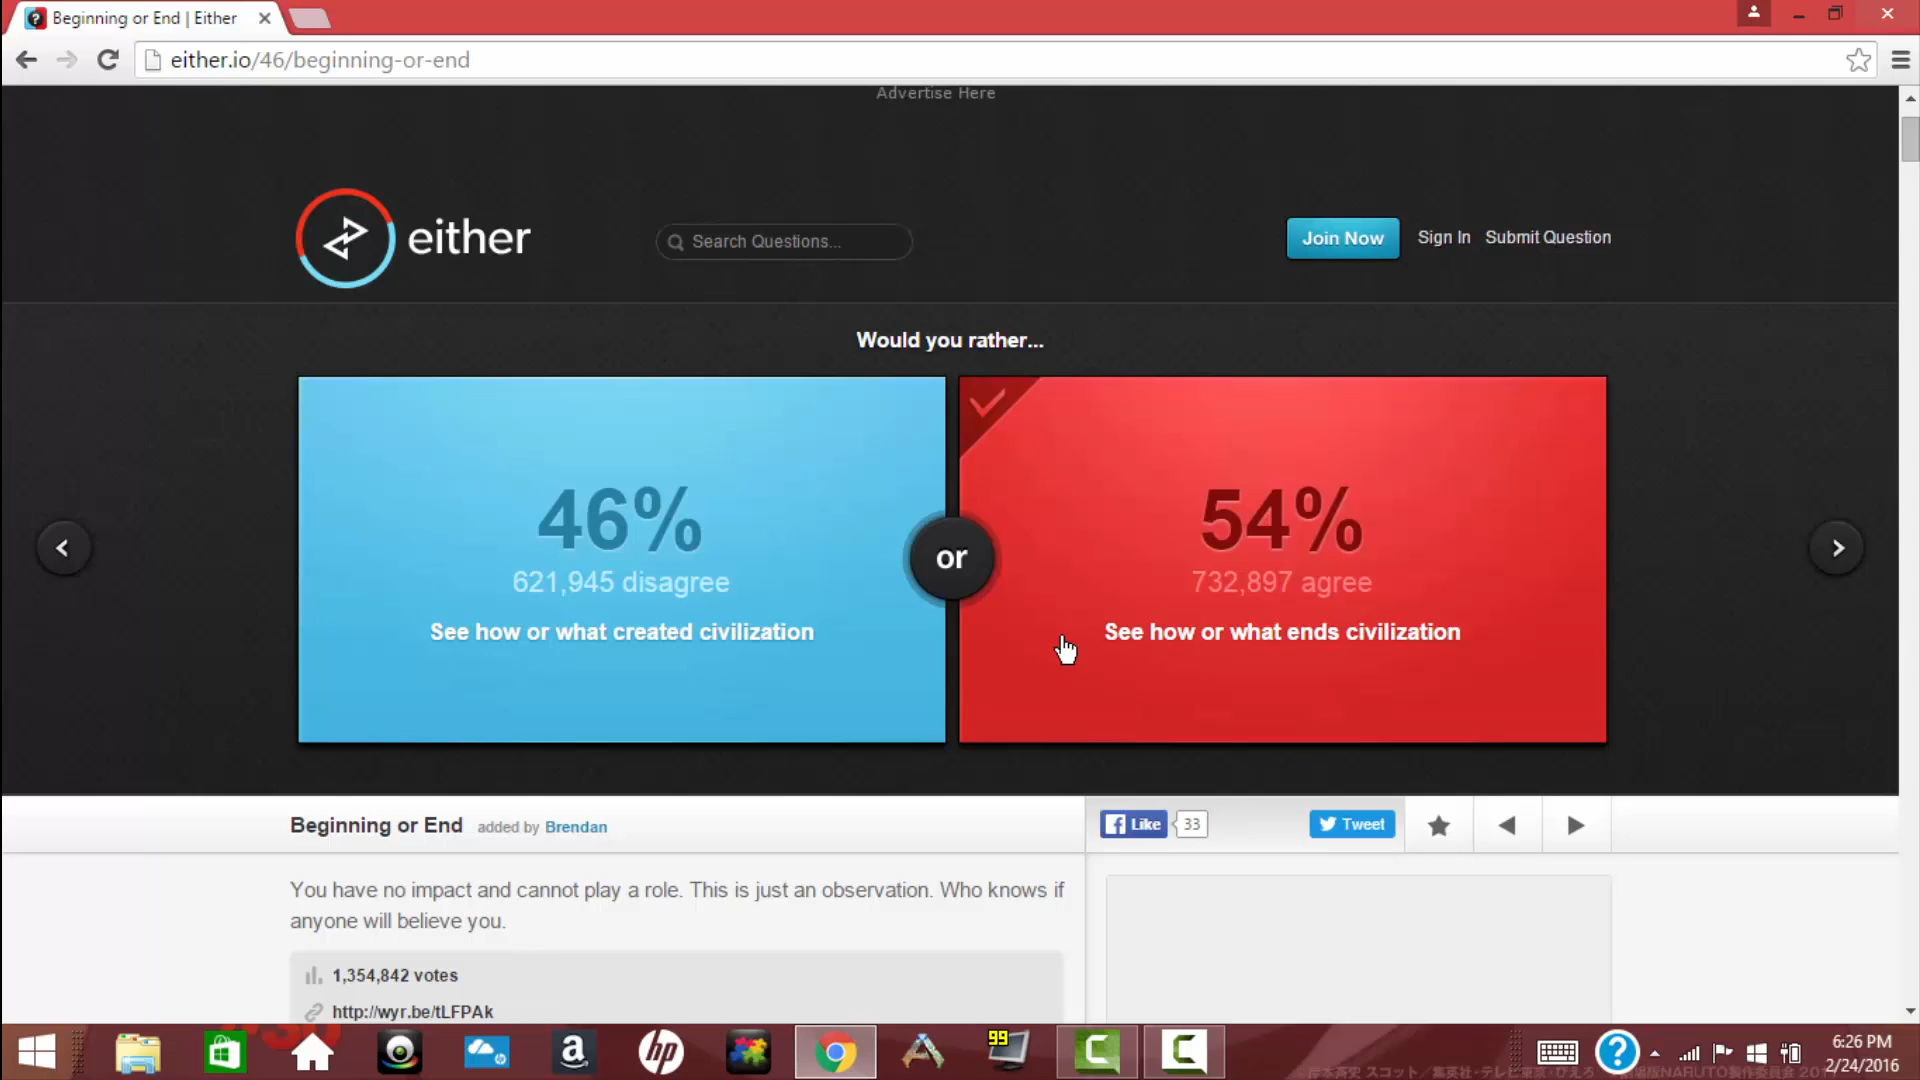 Beginning or End | Either
either.io/46/beginning-or-end
Advertise Here
either
Search Questions...
Join Now
Sign In
Submit Question
Would you rather...
46%
621,945 disagree
See how or what created civilization
or
54%
732,897 agree
See how or what ends civilization
Beginning or End added by Brendan
Like
33
Tweet
You have no impact and cannot play a role. This is just an observation. Who knows if
anyone will believe you.
1,354,842 votes
http://wyr.be/tLFPAk
a
hp
99
C
C
?
6:26 PM
2/24/2016